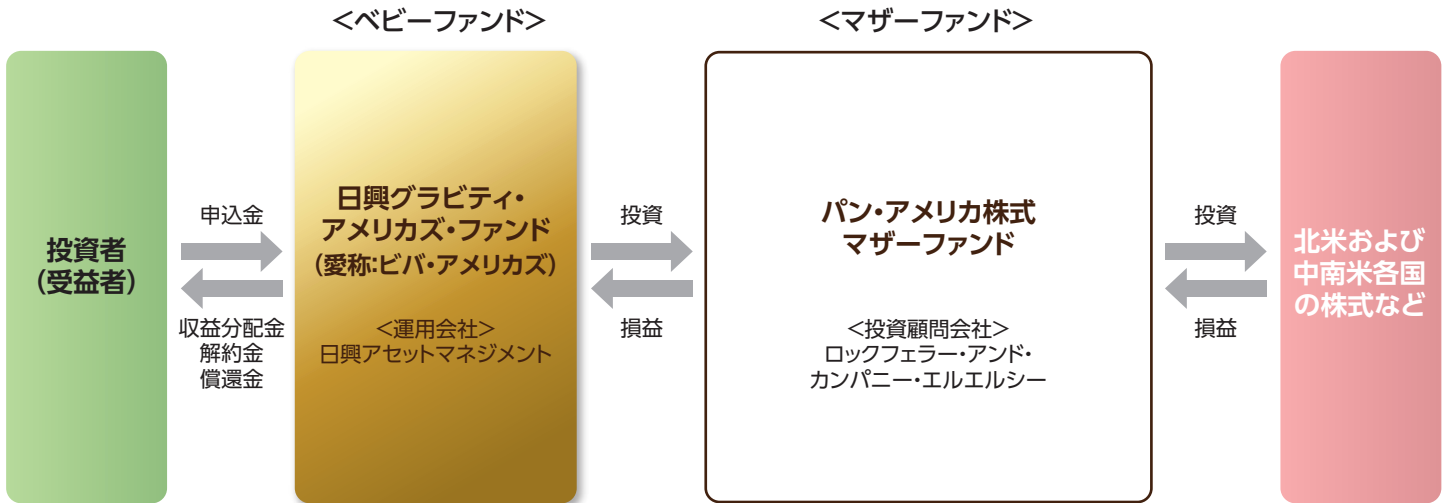 <ベビーファンド>
<マザーファンド>
投資者
(受益者)
申込金
収益分配金
解約金
償還金
日興グラビティ・
アメリカズ・ファンド
(愛称:ビバ・アメリカズ)
<運用会社>
日興アセットマネジメント
投資
損益
パン・アメリカ株式
マザーファンド
<投資顧問会社>
ロックフェラー・アンド・
カンパニー・エルエルシー
投資
損益
北米および
中南米各国
の株式など